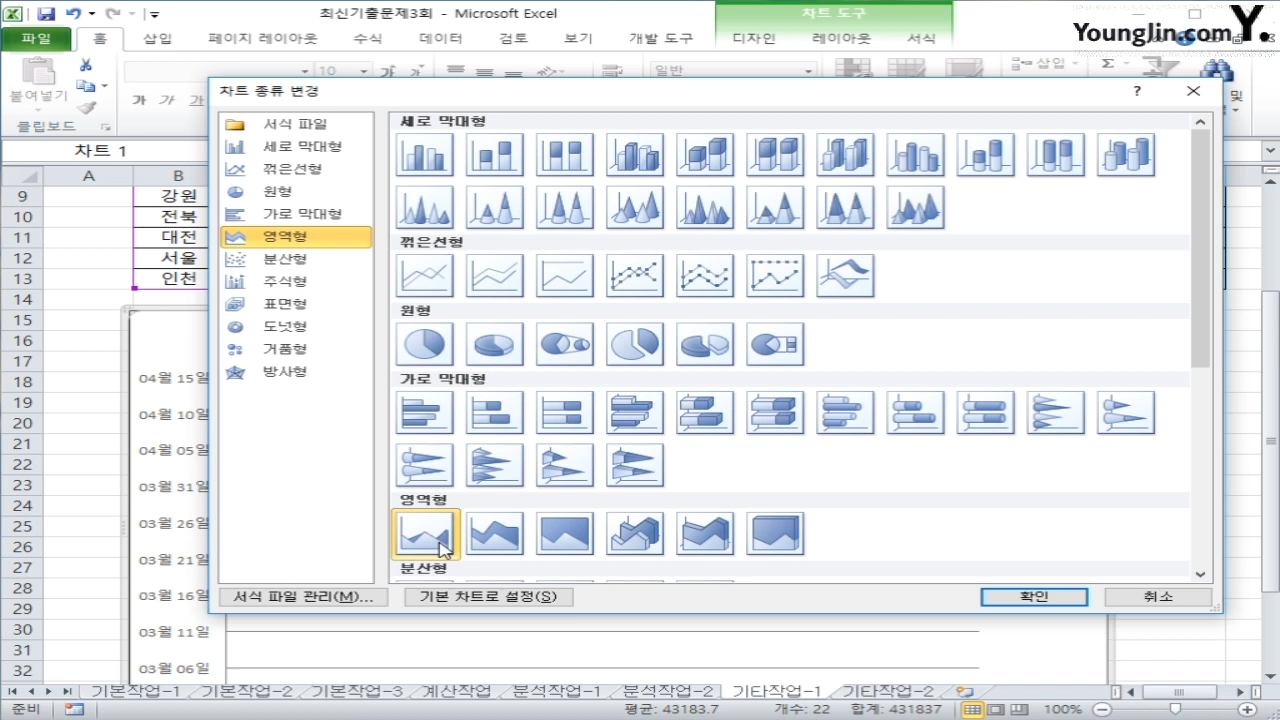 최신기출문제3회 - Microsoft Excel
차트 도구
YoungJin.com Y.
파일 홈 삽입 페이지 레이아웃 수식 데이터 검토 보기 개발 도구 디자인 레이아웃 서식
붙여넣기
가 가 가
10
일반
삽입
Σ
및
클립보드
차트 1
A B
9 강원
10 전북
11 대전
12 서울
13 인천
14
15
16
17
18
19
20
21
22
23
24
25
26
27
28
29
30
31
32
04월 15일
04월 10일
04월 05일
03월 31일
03월 26일
03월 21일
03월 16일
03월 11일
03월 06일
차트 종류 변경
?
서식 파일
세로 막대형
꺾은선형
원형
가로 막대형
영역형
분산형
주식형
표면형
도넛형
거품형
방사형
세로 막대형
꺾은선형
원형
가로 막대형
영역형
분산형
서식 파일 관리(M)... 기본 차트로 설정(S) 확인 취소
기본작업-1 기본작업-2 기본작업-3 계산작업 분석작업-1 분석작업-2 기타작업-1 기타작업-2
준비 평균: 43183.7 개수: 22 합계: 431837 100%